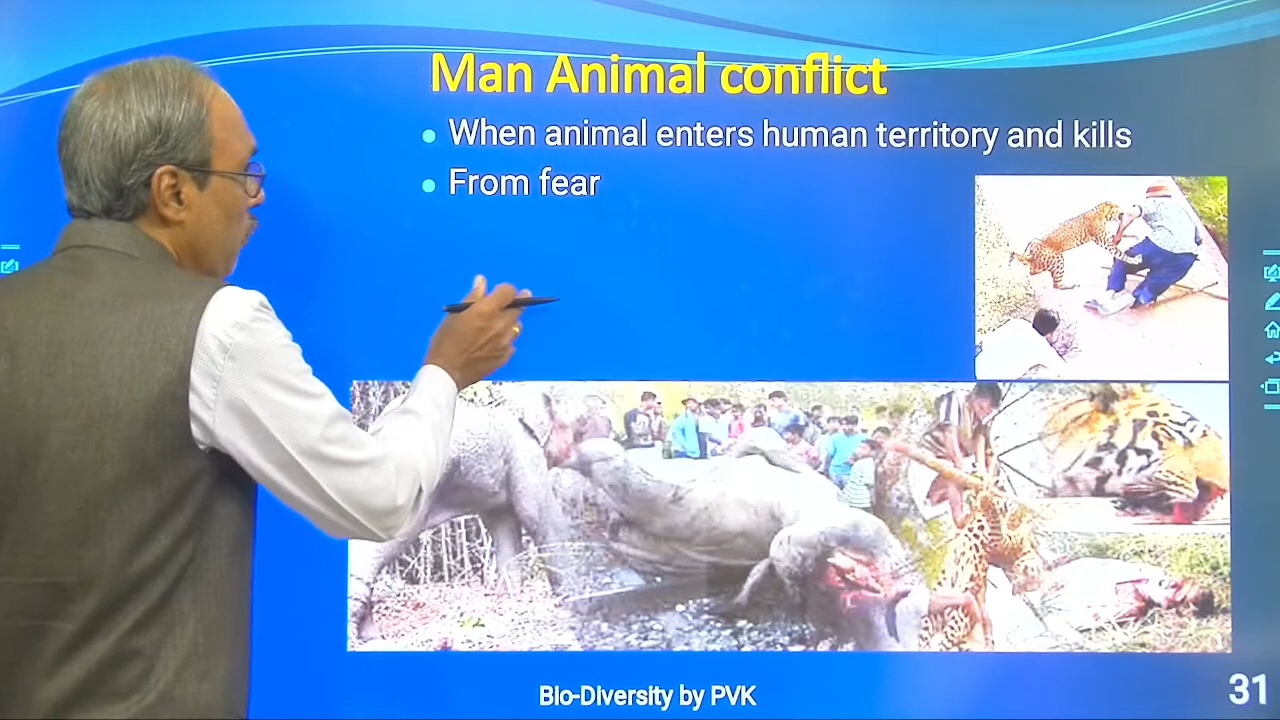 Man Animal conflict
When animal enters human territory and kills
From fear
Bio-Diversity by PVK
31